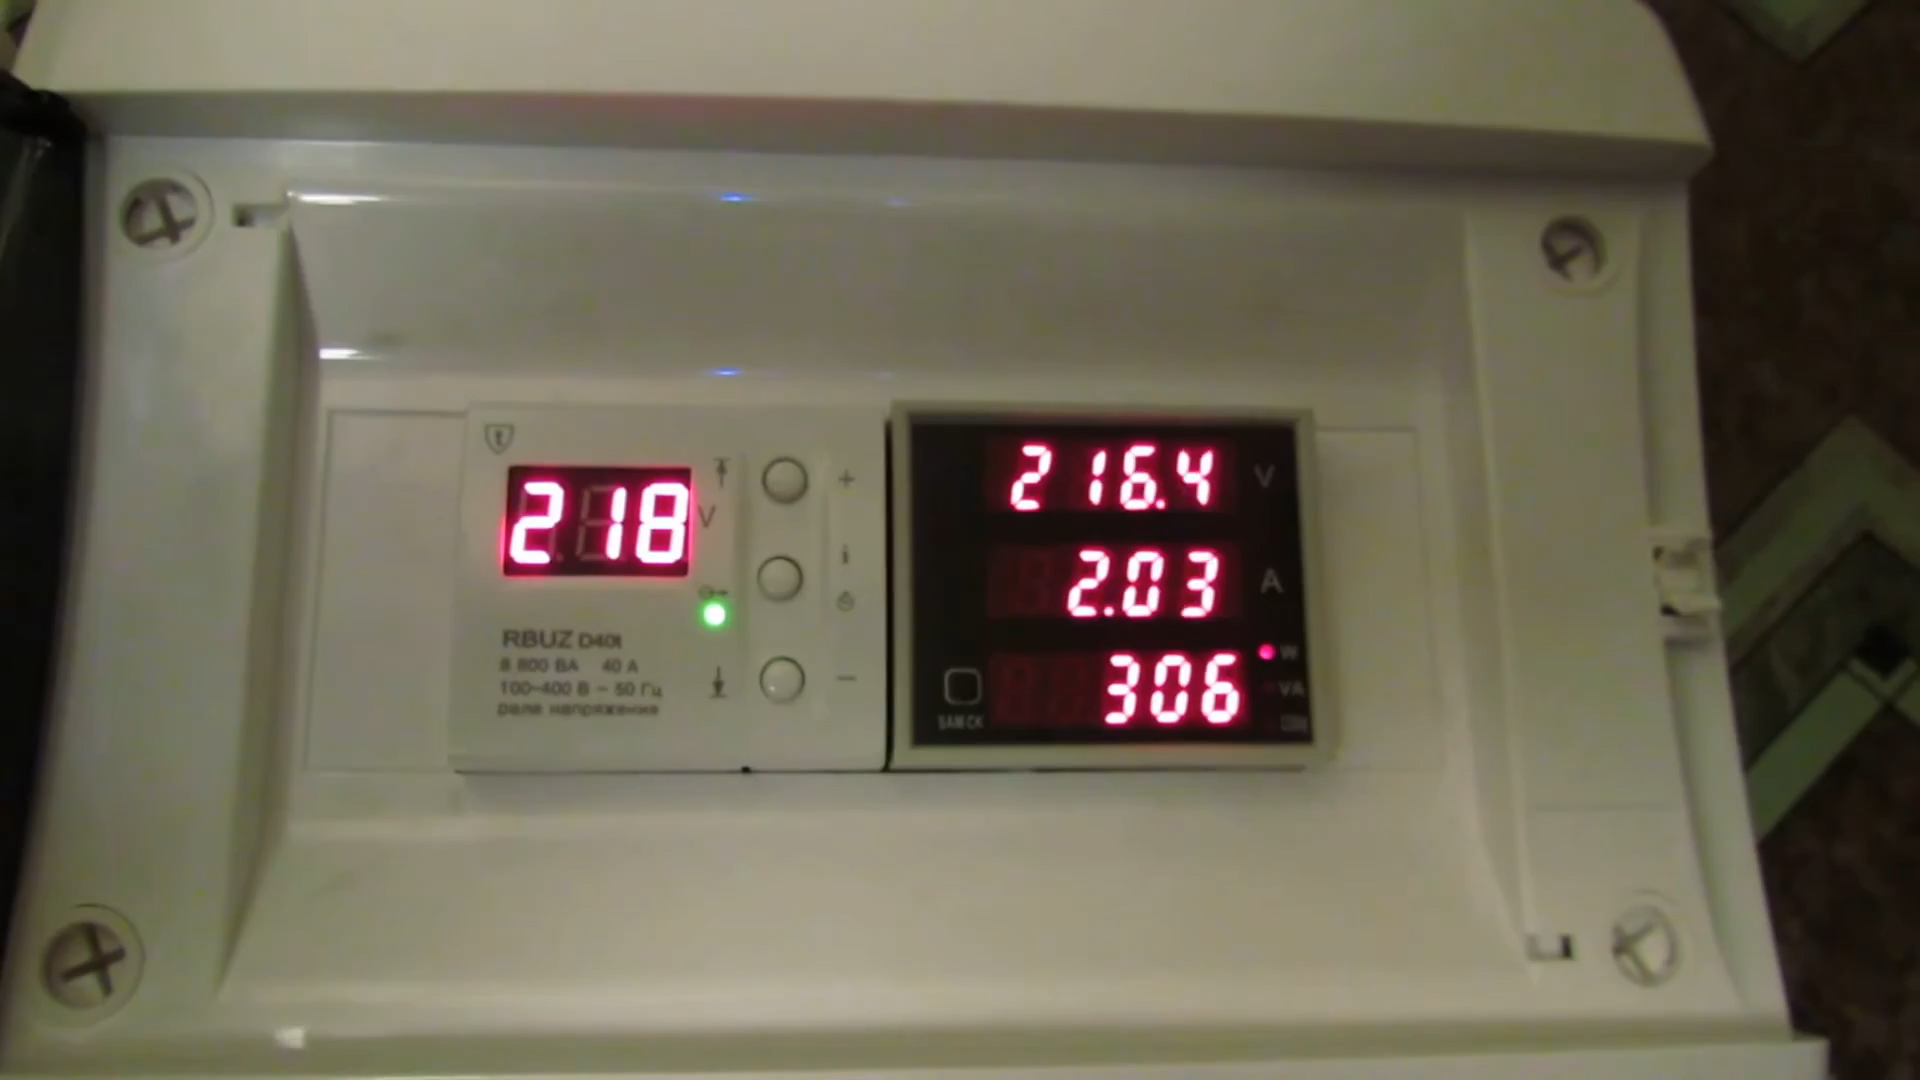 218
V
+
i
−
RBUZ D40t
8 800 ВА 40 А
100–400 В ~ 50 Гц
реле напряжения
216.4 V
2.03 A
306
W
VA